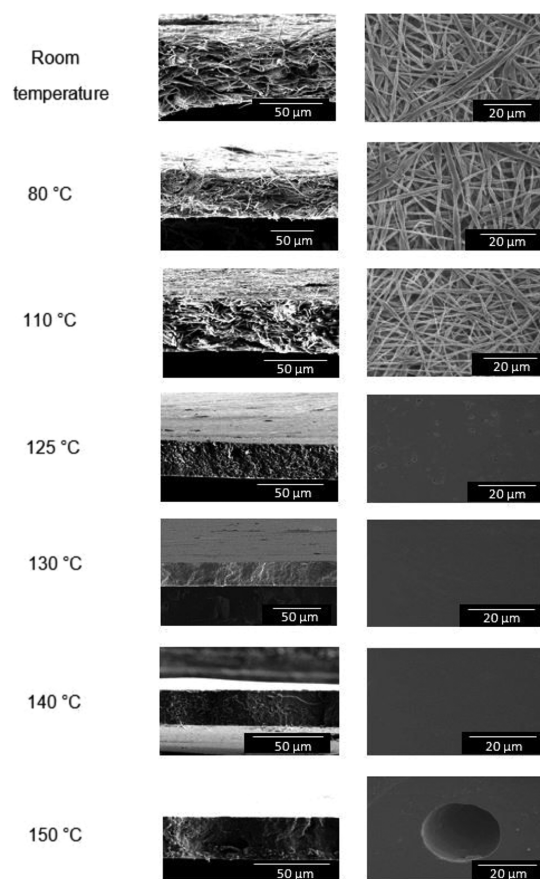 Room
temperature
50 µm
20 µm
80 °C
50 µm
20 µm
110 °C
50 µm
20 µm
125 °C
50 µm
20 µm
130 °C
50 µm
20 µm
140 °C
50 µm
20 µm
150 °C
50 µm
20 µm